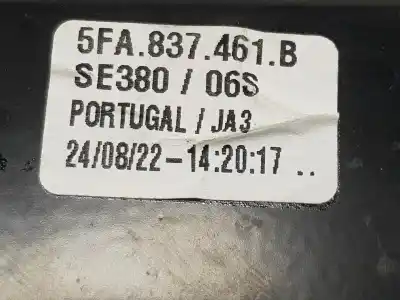 5FA.837.461.B
SE380 / 06S
PORTUGAL / JA3
24/08/22-14:20:17 ..